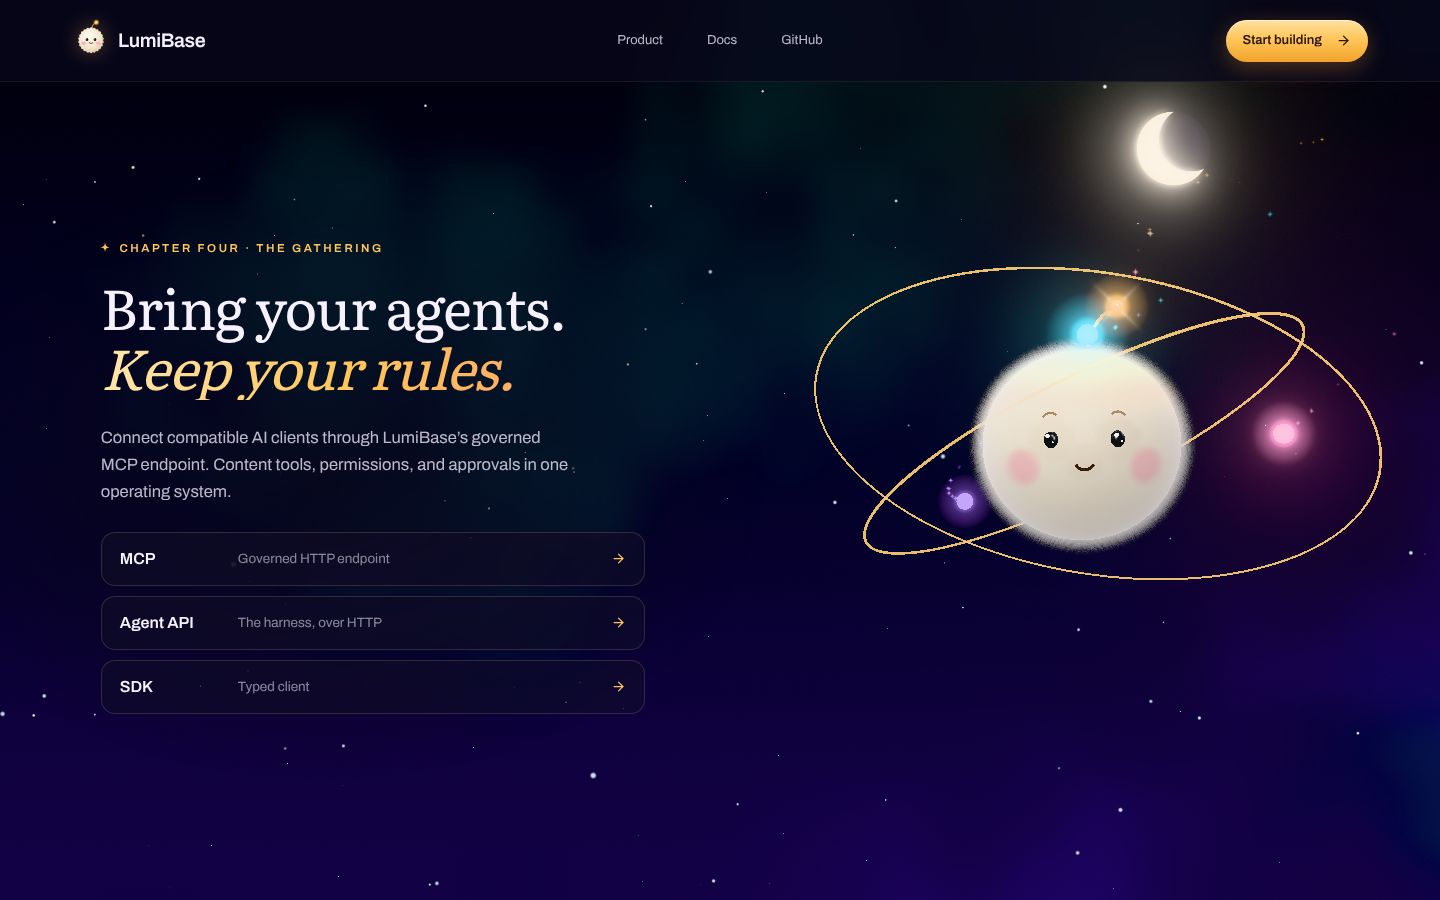 LumiBase
Product
Docs
GitHub
Start building →
✦ CHAPTER FOUR · THE GATHERING
Bring your agents.
Keep your rules.
Connect compatible AI clients through LumiBase’s governed
MCP endpoint. Content tools, permissions, and approvals in one
operating system.
MCP Governed HTTP endpoint →
Agent API The harness, over HTTP →
SDK Typed client →